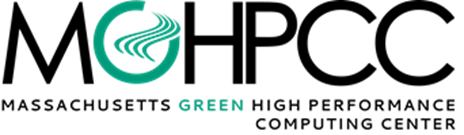 MGHPCC
MASSACHUSETTS GREEN HIGH PERFORMANCE
COMPUTING CENTER